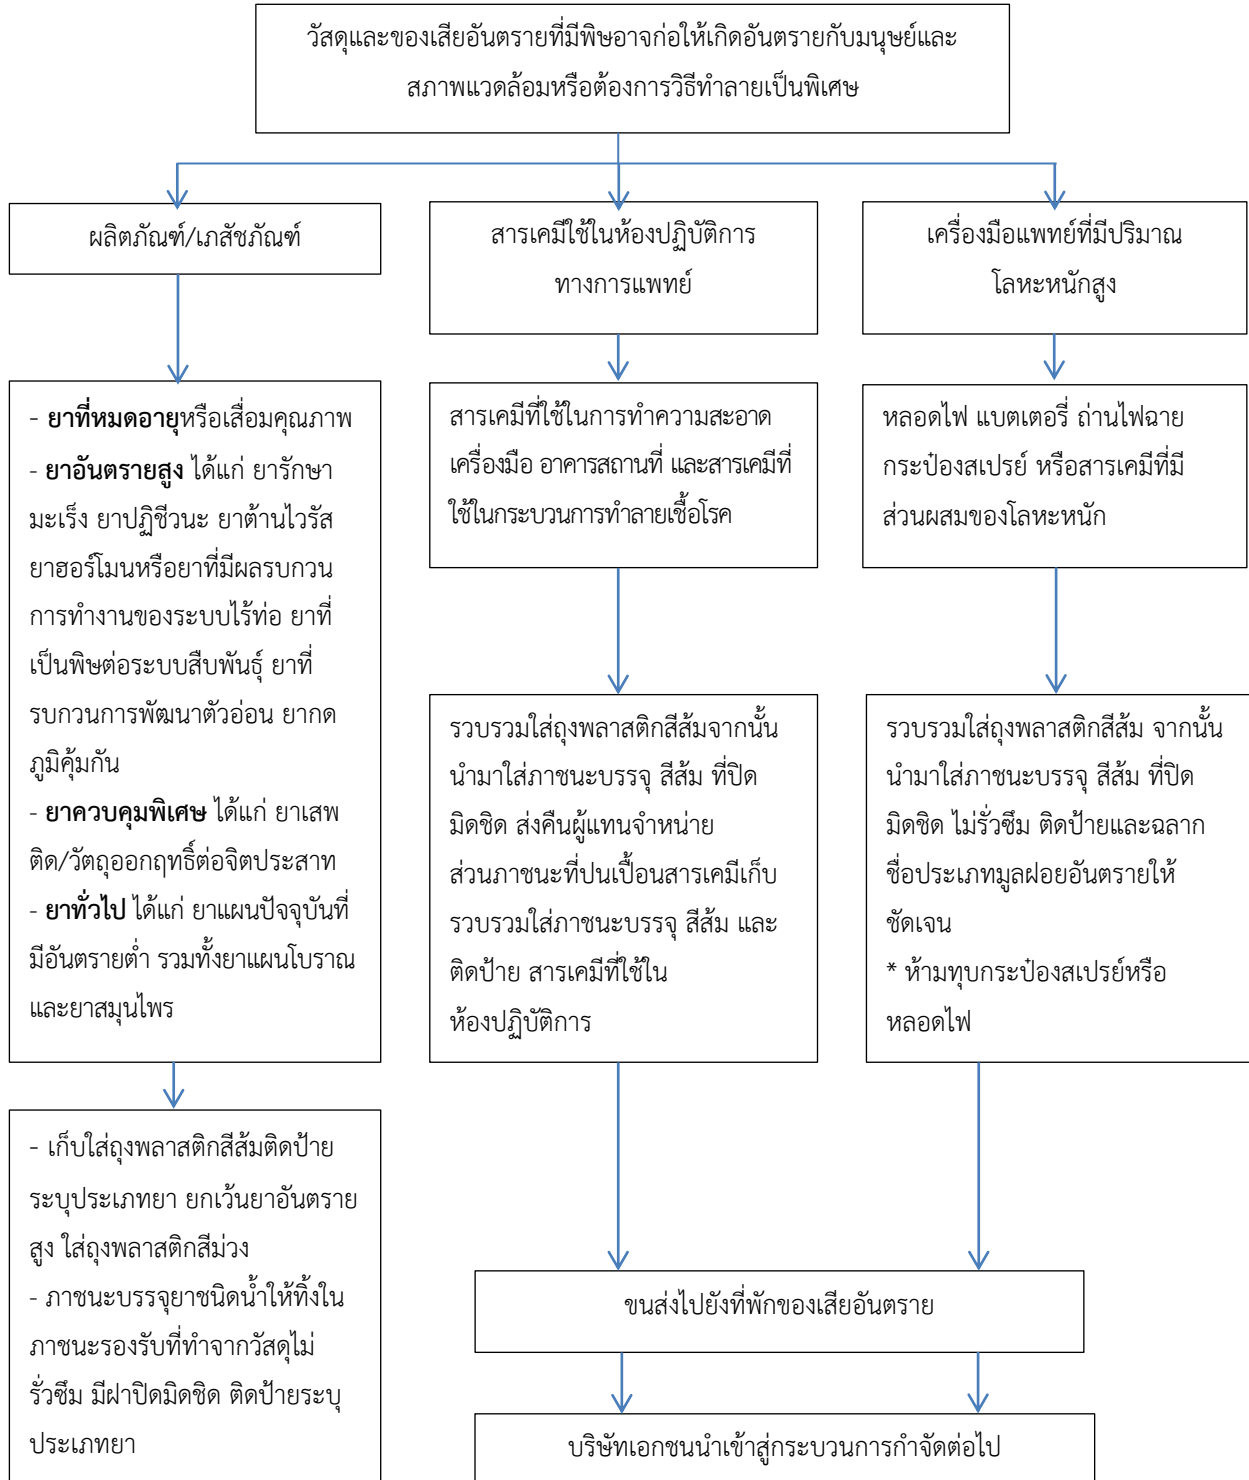 วัสดุและของเสียอันตรายที่มีพิษอาจก่อให้เกิดอันตรายกับมนุษย์และ
สภาพแวดล้อมหรือต้องการวิธีทำลายเป็นพิเศษ
ผลิตภัณฑ์/เภสัชภัณฑ์
สารเคมีใช้ในห้องปฏิบัติการ
ทางการแพทย์
เครื่องมือแพทย์ที่มีปริมาณ
โลหะหนักสูง
- ยาที่หมดอายุหรือเสื่อมคุณภาพ
- ยาอันตรายสูง ได้แก่ ยารักษา
มะเร็ง ยาปฏิชีวนะ ยาต้านไวรัส
ยาฮอร์โมนหรือยาที่มีผลรบกวน
การทำงานของระบบไร้ท่อ ยาที่
เป็นพิษต่อระบบสืบพันธุ์ ยาที่
รบกวนการพัฒนาตัวอ่อน ยากด
ภูมิคุ้มกัน
- ยาควบคุมพิเศษ ได้แก่ ยาเสพ
ติด/วัตถุออกฤทธิ์ต่อจิตประสาท
- ยาทั่วไป ได้แก่ ยาแผนปัจจุบันที่
มีอันตรายต่ำ รวมทั้งยาแผนโบราณ
และยาสมุนไพร
สารเคมีที่ใช้ในการทำความสะอาด
เครื่องมือ อาคารสถานที่ และสารเคมีที่
ใช้ในกระบวนการทำลายเชื้อโรค
หลอดไฟ แบตเตอรี่ ถ่านไฟฉาย
กระป๋องสเปรย์ หรือสารเคมีที่มี
ส่วนผสมของโลหะหนัก
รวบรวมใส่ถุงพลาสติกสีส้มจากนั้น
นำมาใส่ภาชนะบรรจุ สีส้ม ที่ปิด
มิดชิด ส่งคืนผู้แทนจำหน่าย
ส่วนภาชนะที่ปนเปื้อนสารเคมีเก็บ
รวบรวมใส่ภาชนะบรรจุ สีส้ม และ
ติดป้าย สารเคมีที่ใช้ใน
ห้องปฏิบัติการ
รวบรวมใส่ถุงพลาสติกสีส้ม จากนั้น
นำมาใส่ภาชนะบรรจุ สีส้ม ที่ปิด
มิดชิด ไม่รั่วซึม ติดป้ายและฉลาก
ชื่อประเภทมูลฝอยอันตรายให้
ชัดเจน
* ห้ามทุบกระป๋องสเปรย์หรือ
หลอดไฟ
- เก็บใส่ถุงพลาสติกสีส้มติดป้าย
ระบุประเภทยา ยกเว้นยาอันตราย
สูง ใส่ถุงพลาสติกสีม่วง
- ภาชนะบรรจุยาชนิดน้ำให้ทิ้งใน
ภาชนะรองรับที่ทำจากวัสดุไม่
รั่วซึม มีฝาปิดมิดชิด ติดป้ายระบุ
ประเภทยา
ขนส่งไปยังที่พักของเสียอันตราย
บริษัทเอกชนนำเข้าสู่กระบวนการกำจัดต่อไป